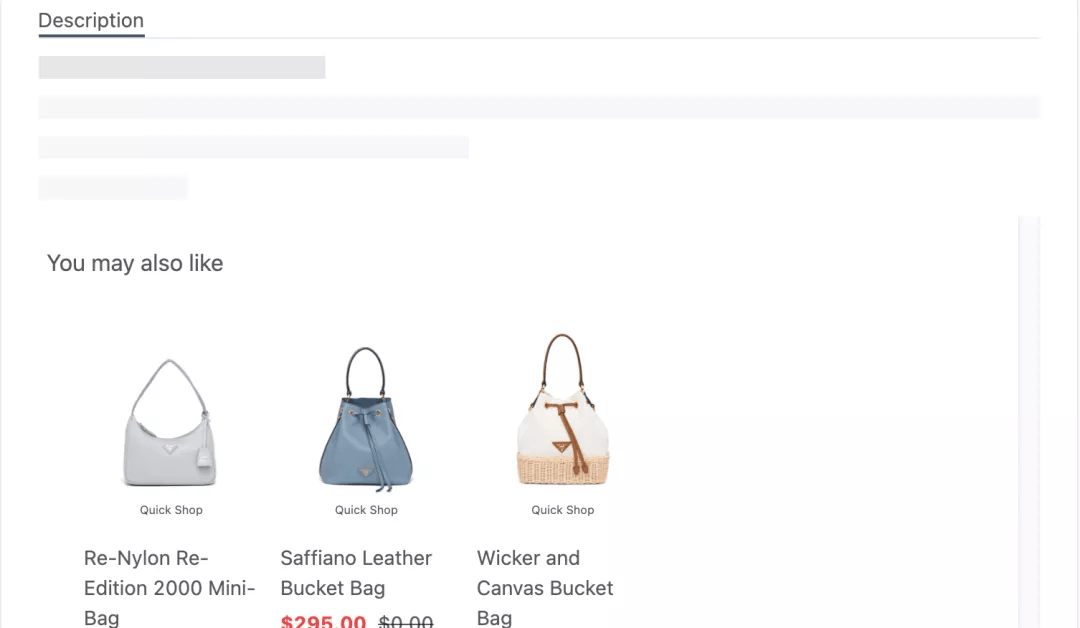 Description
You may also like
Quick Shop
Quick Shop
Quick Shop
Re-Nylon Re-
Edition 2000 Mini-
Bag
Saffiano Leather
Bucket Bag
$295.00 $0.00
Wicker and
Canvas Bucket
Bag